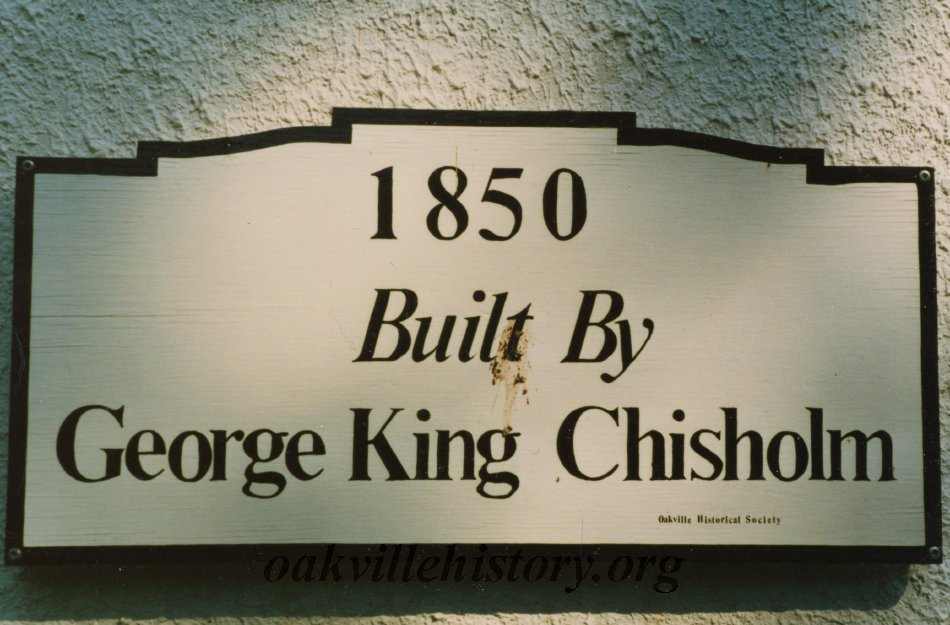 1850
Built By
George King Chisholm
Oakville Historical Society
oakvillehistory.org